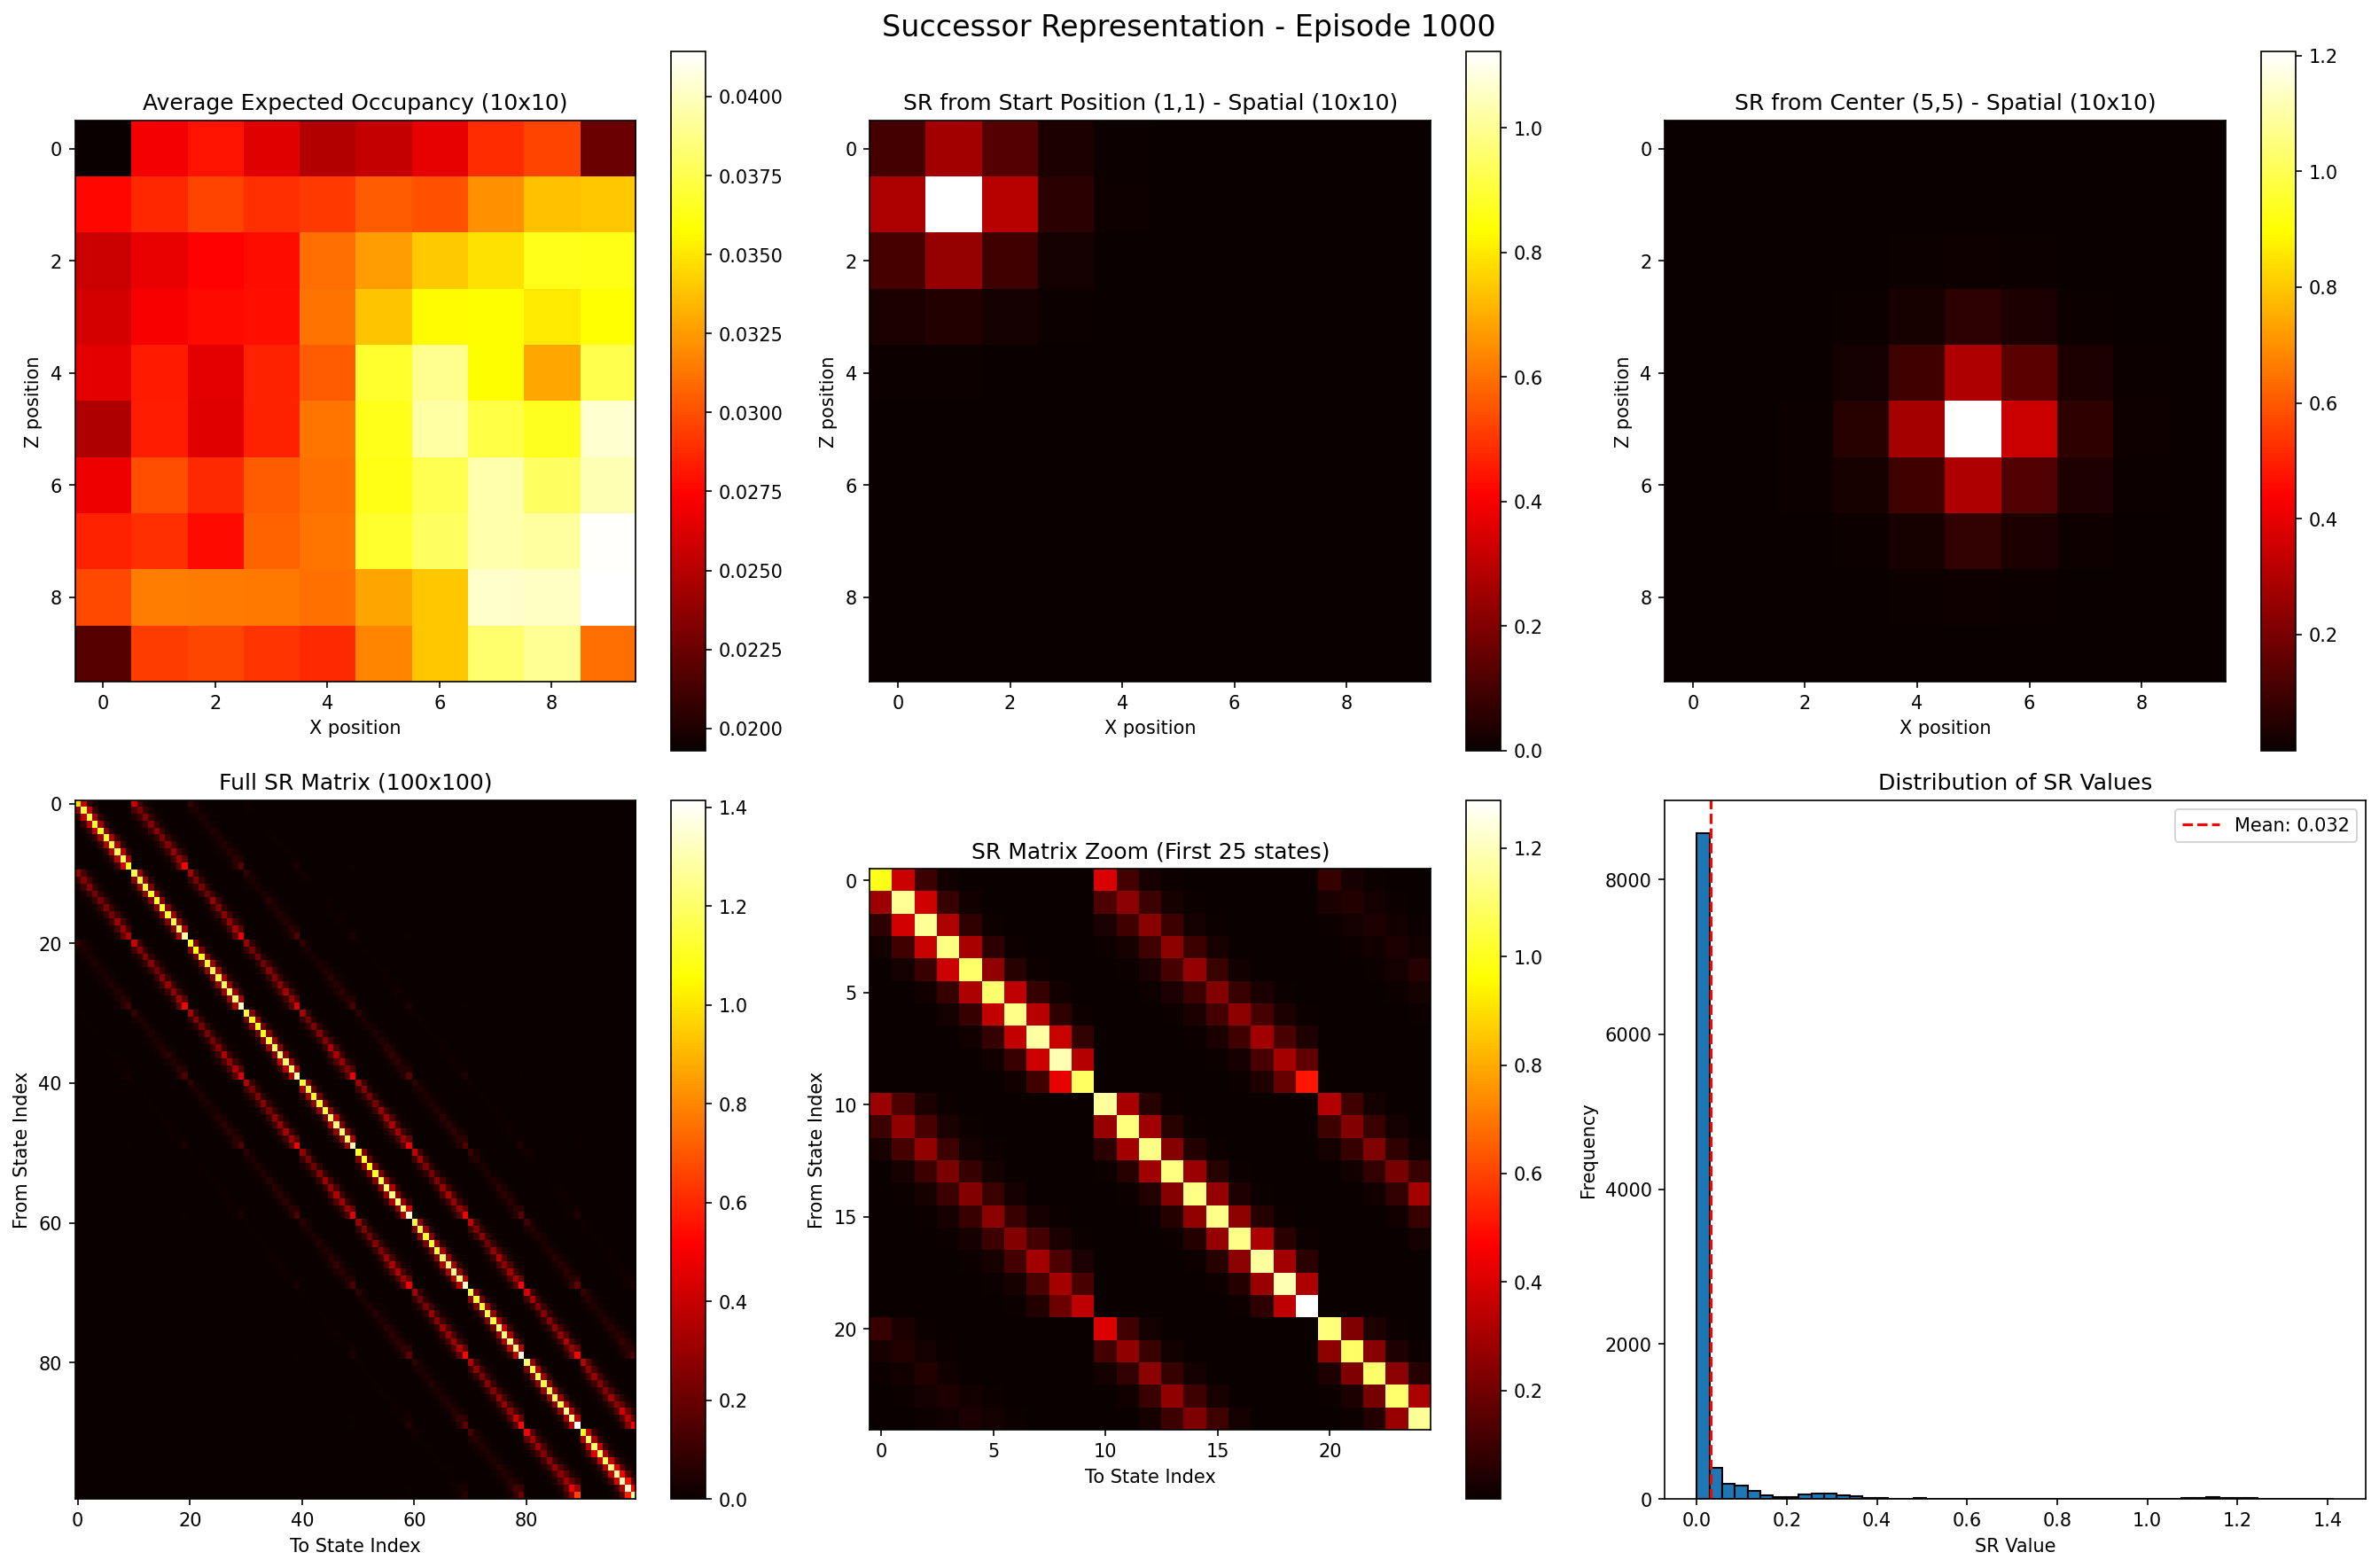 Successor Representation - Episode 1000
Average Expected Occupancy (10x10)
Z position
0
2
4
6
8
0 2 4 6 8
X position
0.0400
0.0375
0.0350
0.0325
0.0300
0.0275
0.0250
0.0225
0.0200
SR from Start Position (1,1) - Spatial (10x10)
Z position
0
2
4
6
8
0 2 4 6 8
X position
1.0
0.8
0.6
0.4
0.2
0.0
SR from Center (5,5) - Spatial (10x10)
Z position
0
2
4
6
8
0 2 4 6 8
X position
1.2
1.0
0.8
0.6
0.4
0.2
Full SR Matrix (100x100)
From State Index
0
20
40
60
80
0 20 40 60 80
To State Index
1.4
1.2
1.0
0.8
0.6
0.4
0.2
0.0
SR Matrix Zoom (First 25 states)
From State Index
0
5
10
15
20
0 5 10 15 20
To State Index
1.2
1.0
0.8
0.6
0.4
0.2
Distribution of SR Values
Mean: 0.032
Frequency
8000
6000
4000
2000
0
0.0 0.2 0.4 0.6 0.8 1.0 1.2 1.4
SR Value